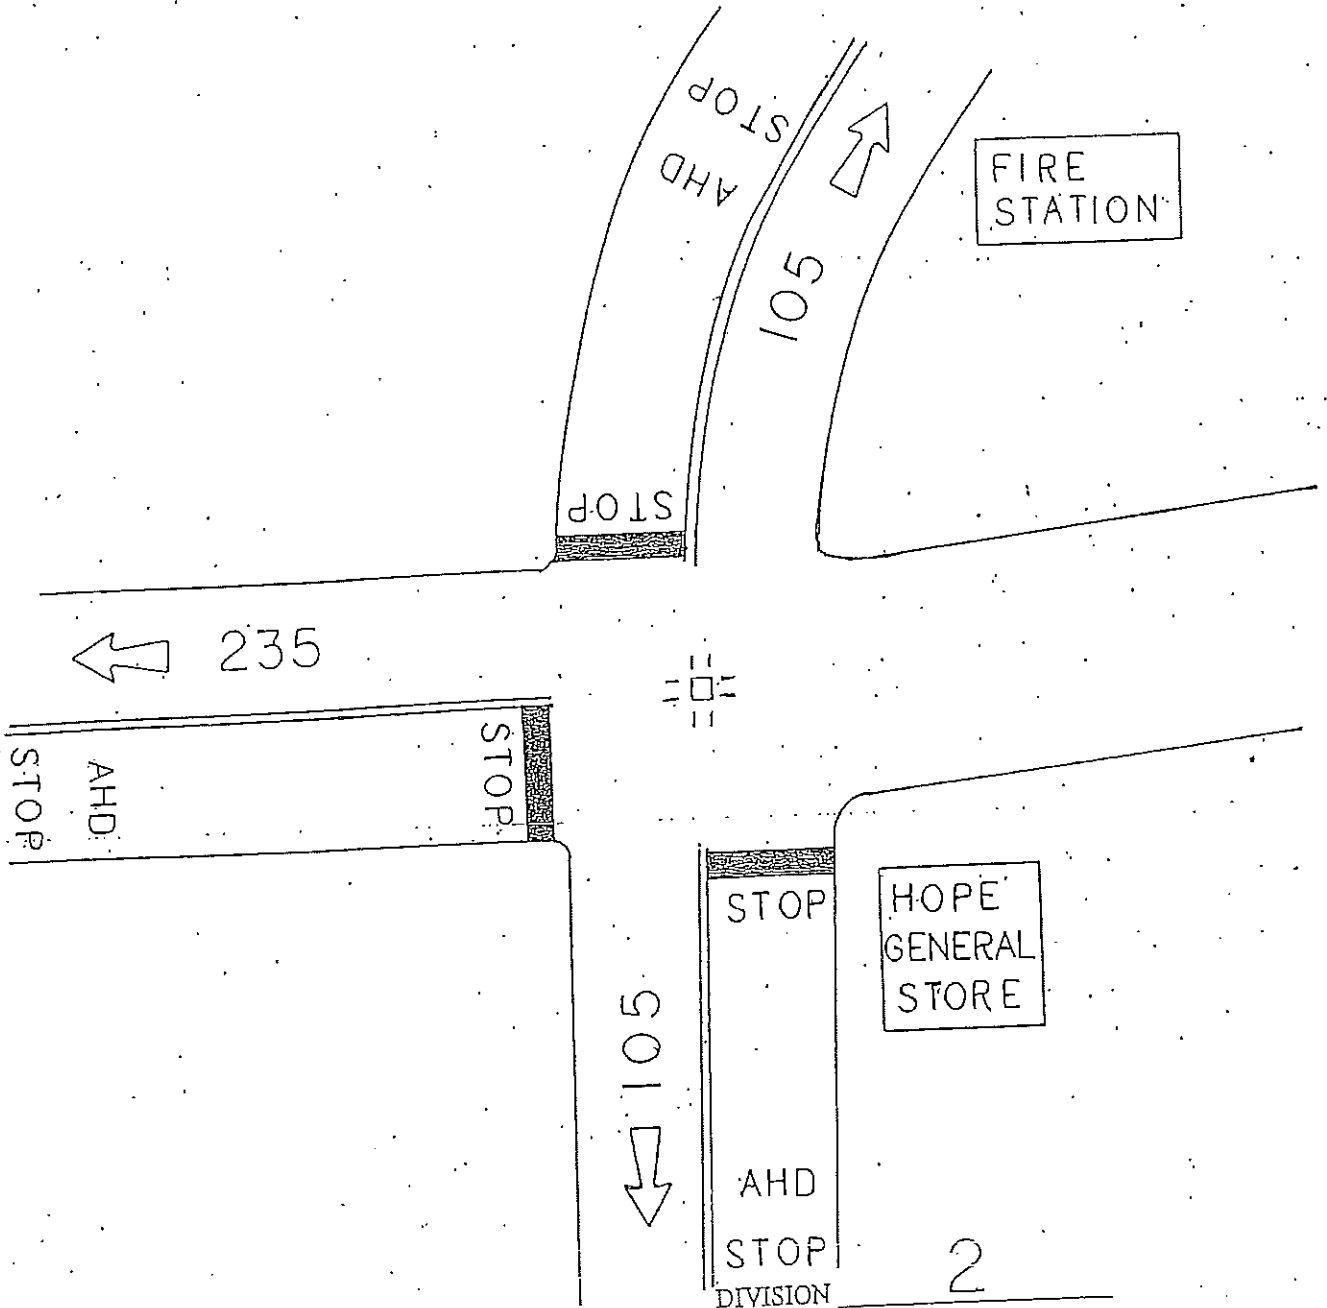 STOP
AHD
FIRE
STATION
105
STOP
235
STOP
AHD
STOP
STOP
HOPE
GENERAL
STORE
105
AHD
STOP
2
DIVISION